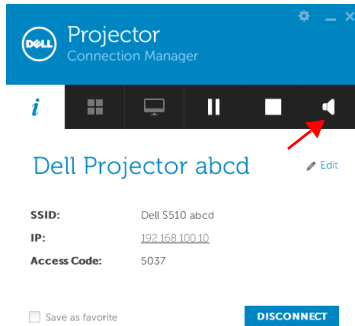 DELL
Projector
Connection Manager
i
Dell Projector abcd
Edit
SSID: Dell S510 abcd
IP: 192.168.100.10
Access Code: 5037
Save as favorite
DISCONNECT